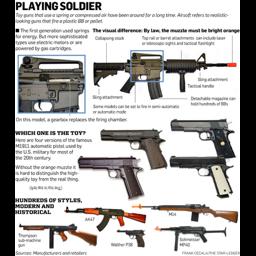 PLAYING SOLDIER
Toy guns that use a spring or compressed air have been around for a long time. Airsoft refers to realistic-
looking guns that fire a plastic BB or pellet.
■ The first generation used springs
for energy. But more sophisticated
types use electric motors or are
powered by gas cartridges.
The visual difference: By law, the muzzle must be bright orange
Collapsing stock
Top rail or barrel attachments can include laser
or telescopic sights and tactical flashlight
Sling attachment
Tactical handle
Sling attachment
Some models can be set to fire in semi-automatic
or automatic mode.
Detachable magazine can
hold hundreds of BBs
On this model, a gearbox replaces the firing chamber.
WHICH ONE IS THE TOY?
Here are four versions of the famous
M1911 automatic pistol used by the
U.S. military for most of
the 20th century.
Without the orange muzzle it
is hard to distinguish the high-
quality toy from the real thing.
HUNDREDS OF STYLES,
MODERN AND
HISTORICAL
AK47
M14
Thompson
sub-machine
gun
Walther P38
Schmeisser
MP40
Sources: Manufacturers and retailers
FRANK CECALA/THE STAR-LEDGER